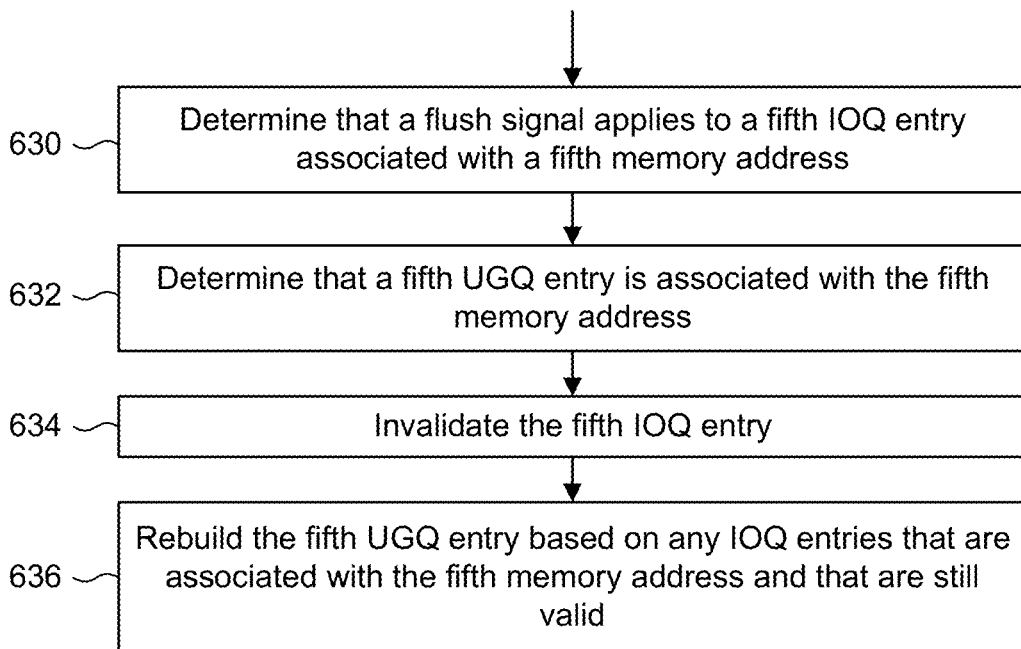 630
Determine that a flush signal applies to a fifth IOQ entry
associated with a fifth memory address
632
Determine that a fifth UGQ entry is associated with the fifth
memory address
634
Invalidate the fifth IOQ entry
636
Rebuild the fifth UGQ entry based on any IOQ entries that are
associated with the fifth memory address and that are still
valid